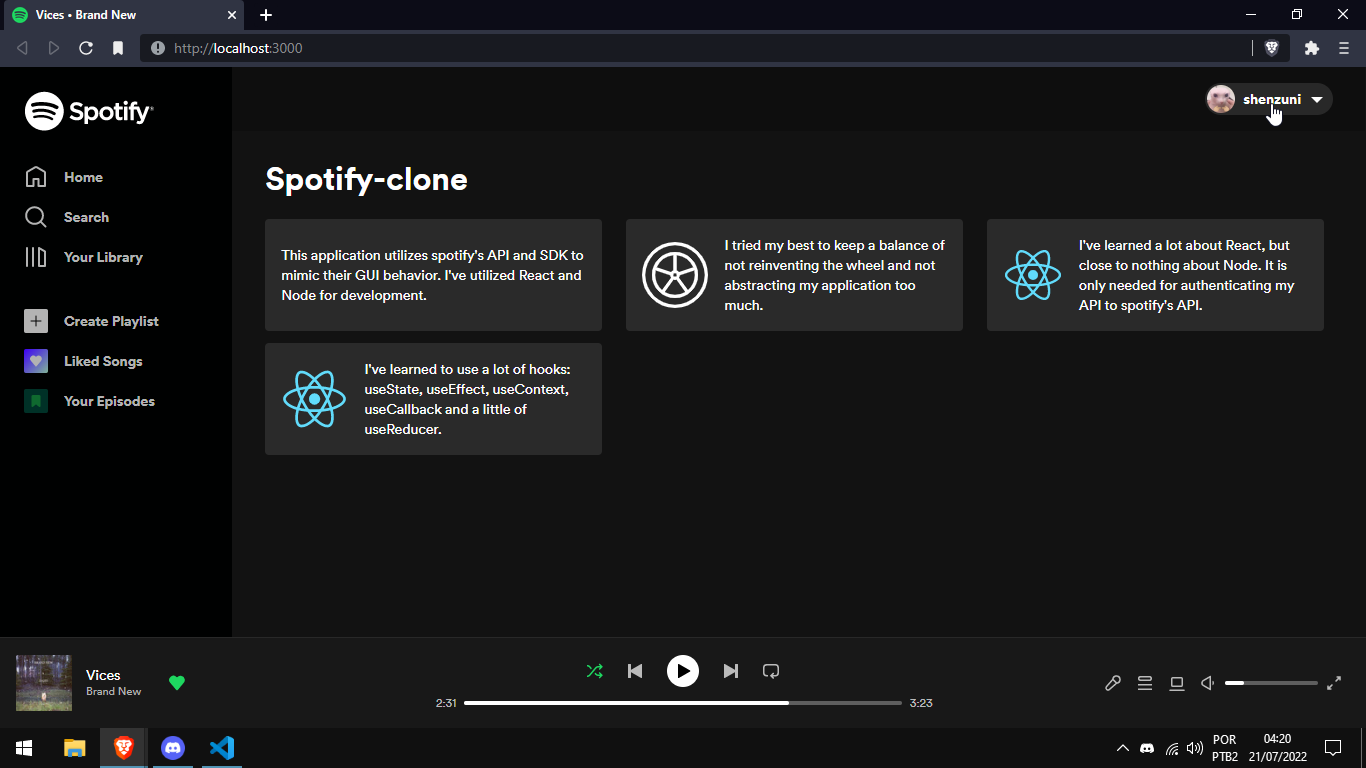 Vices • Brand New
http://localhost:3000
Spotify
shenzuni
Home
Search
Your Library
Create Playlist
Liked Songs
Your Episodes
Spotify-clone
This application utilizes spotify's API and SDK to
mimic their GUI behavior. I've utilized React and
Node for development.
I tried my best to keep a balance of
not reinventing the wheel and not
abstracting my application too
much.
I've learned a lot about React, but
close to nothing about Node. It is
only needed for authenticating my
API to spotify's API.
I've learned to use a lot of hooks:
useState, useEffect, useContext,
useCallback and a little of
useReducer.
Vices
Brand New
2:31
3:23
POR
PTB2
04:20
21/07/2022